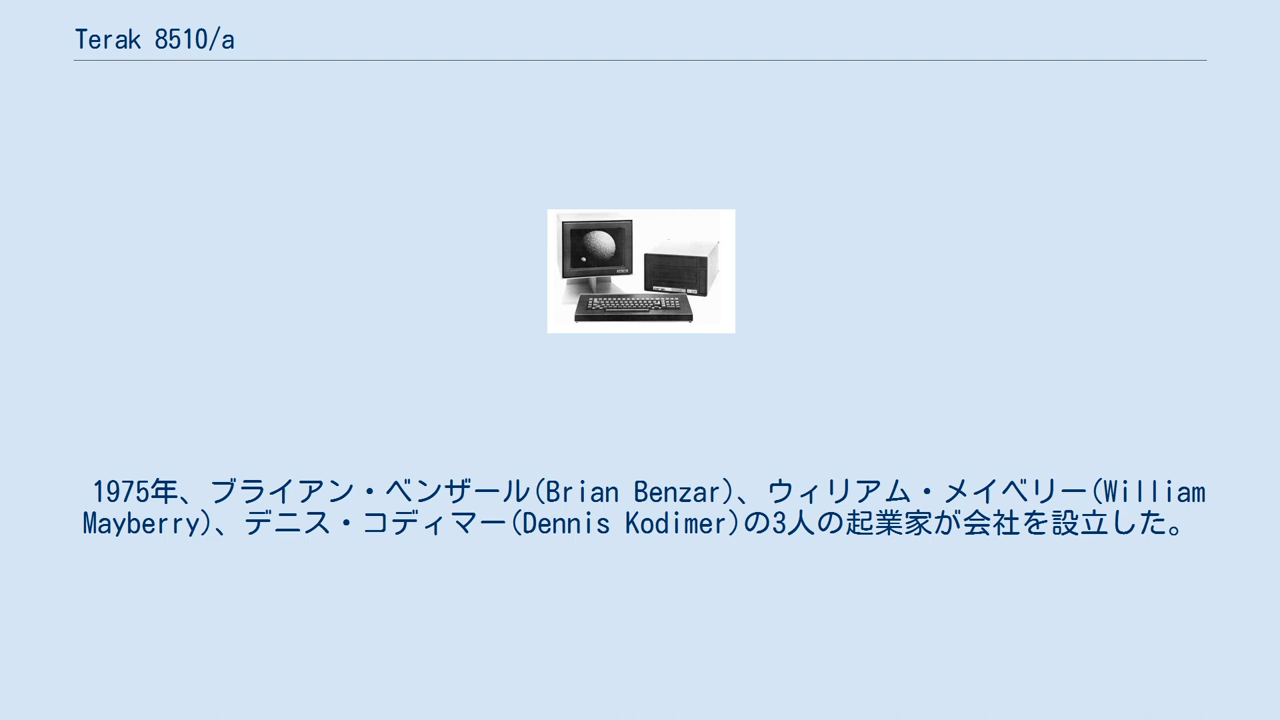 Terak 8510/a
1975年、ブライアン・ベンザール(Brian Benzar)、ウィリアム・メイベリー(William
Mayberry)、デニス・コディマー(Dennis Kodimer)の3人の起業家が会社を設立した。